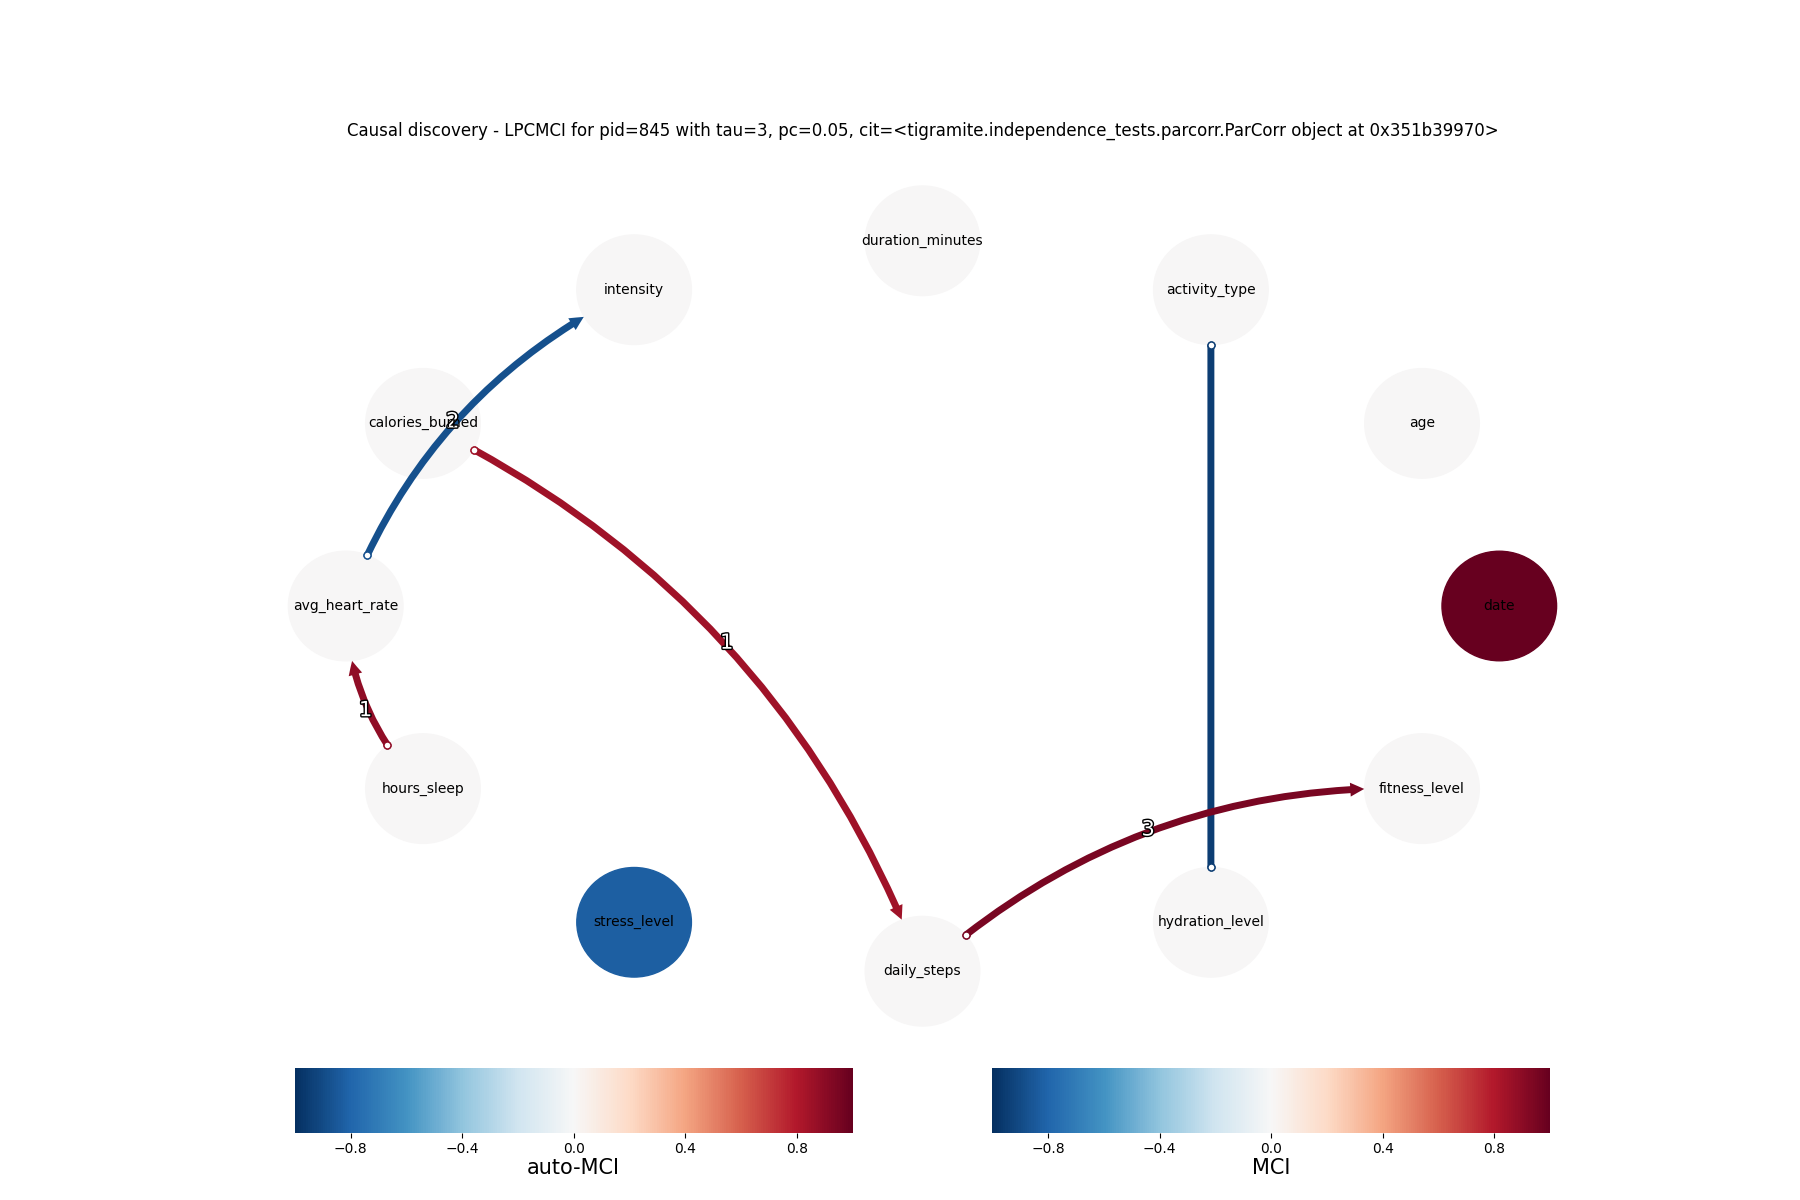 Causal discovery - LPCMCI for pid=845 with tau=3, pc=0.05, cit=<tigramite.independence_tests.parcorr.ParCorr object at 0x351b39970>
duration_minutes
intensity
activity_type
calories_burned
2
age
avg_heart_rate
date
1
1
hours_sleep
fitness_level
3
stress_level
hydration_level
daily_steps
−0.8 −0.4 0.0 0.4 0.8
auto-MCI
−0.8 −0.4 0.0 0.4 0.8
MCI